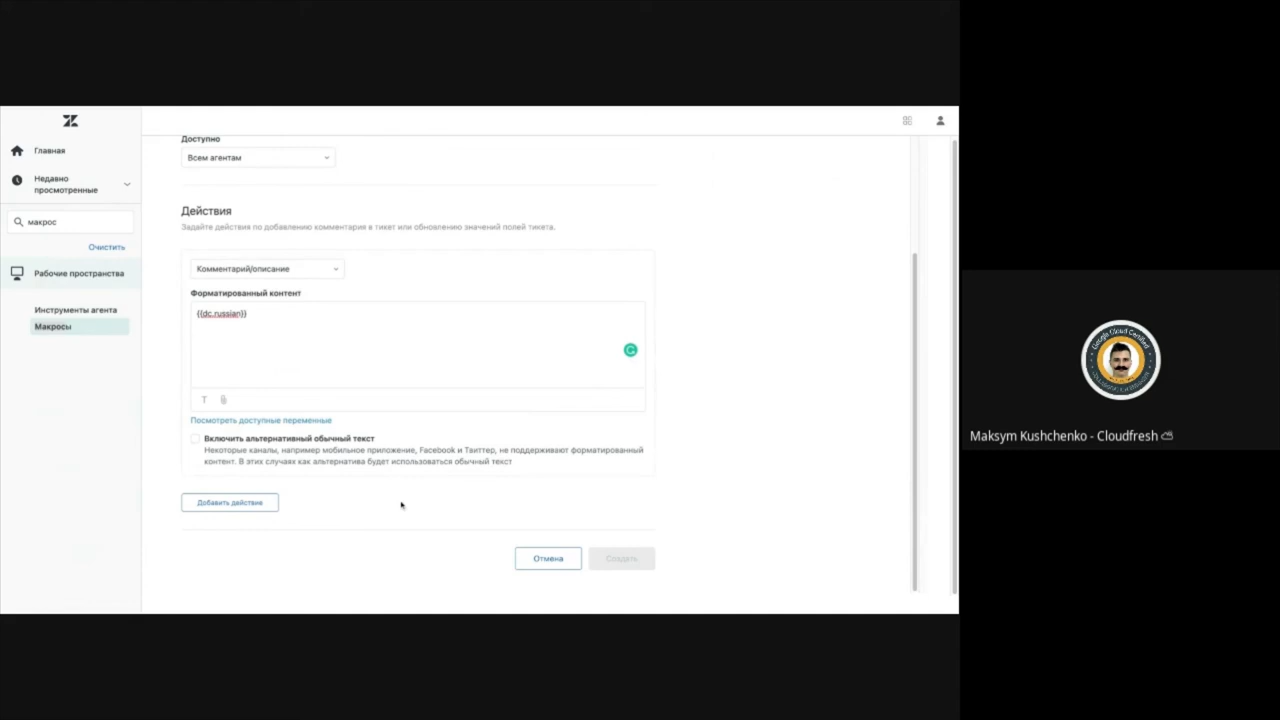 Главная
Недавно
просмотренные
макрос
Очистить
Рабочие пространства
Инструменты агента
Макросы
Доступно
Всем агентам
Действия
Задайте действия по добавлению комментария в тикет или обновлению значений полей тикета.
Комментарий/описание
Форматированный контент
{{dc.russian}}
Посмотреть доступные переменные
Включить альтернативный обычный текст
Некоторые каналы, например мобильное приложение, Facebook и Твиттер, не поддерживают форматированный
контент. В этих случаях как альтернатива будет использоваться обычный текст
Добавить действие
Отмена
Создать
Google Cloud Certified
Maksym Kushchenko - Cloudfresh